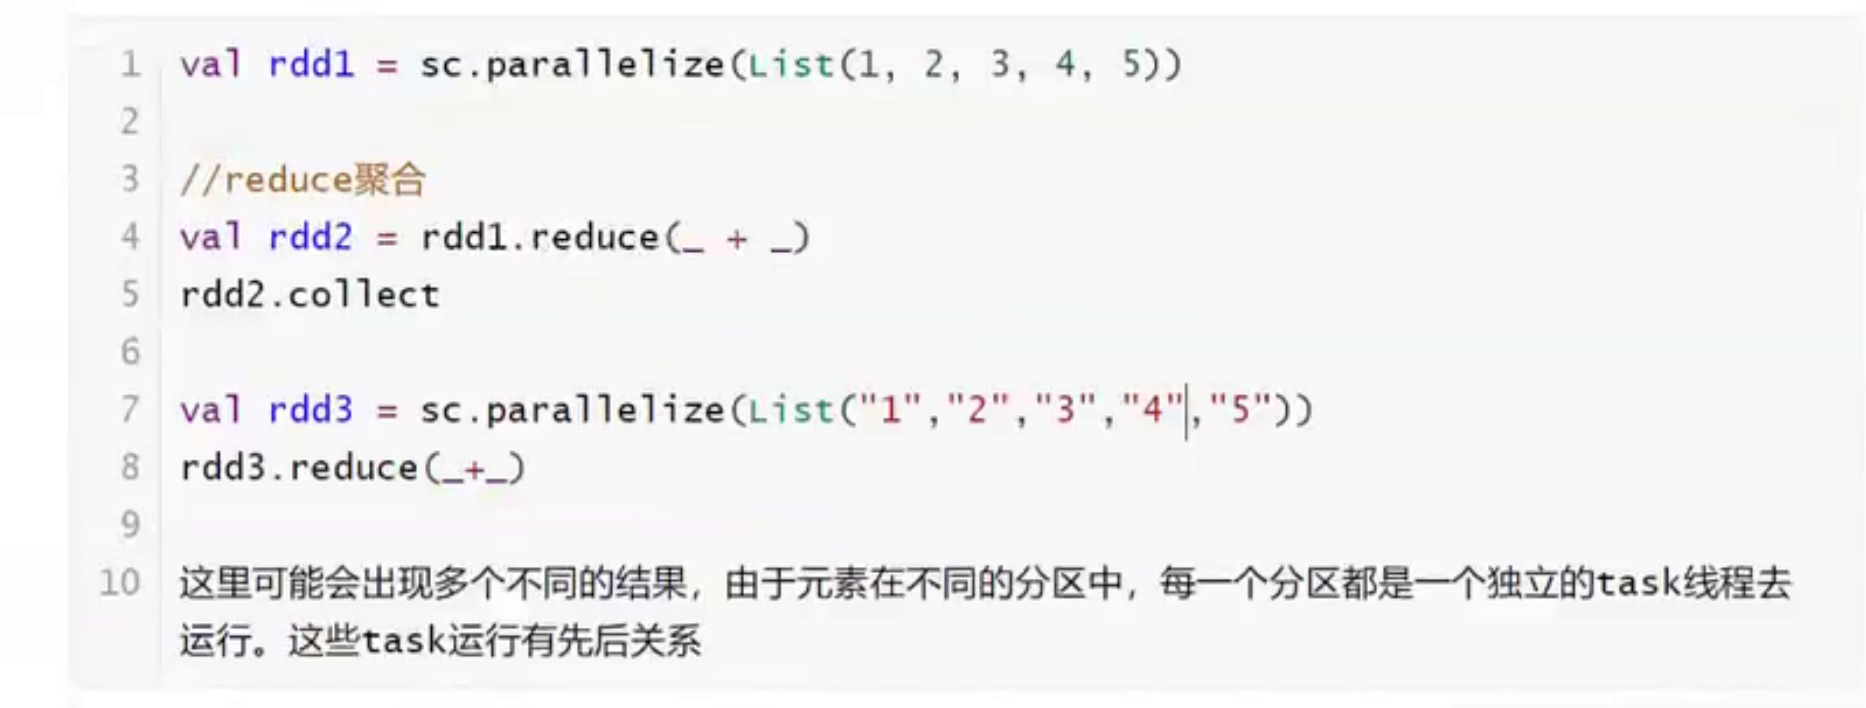 1 val rdd1 = sc.parallelize(List(1, 2, 3, 4, 5))
2
3 //reduce聚合
4 val rdd2 = rdd1.reduce(_ + _)
5 rdd2.collect
6
7 val rdd3 = sc.parallelize(List("1","2","3","4","5"))
8 rdd3.reduce(_+_)
9
10 这里可能会出现多个不同的结果，由于元素在不同的分区中，每一个分区都是一个独立的task线程去
运行。这些task运行有先后关系